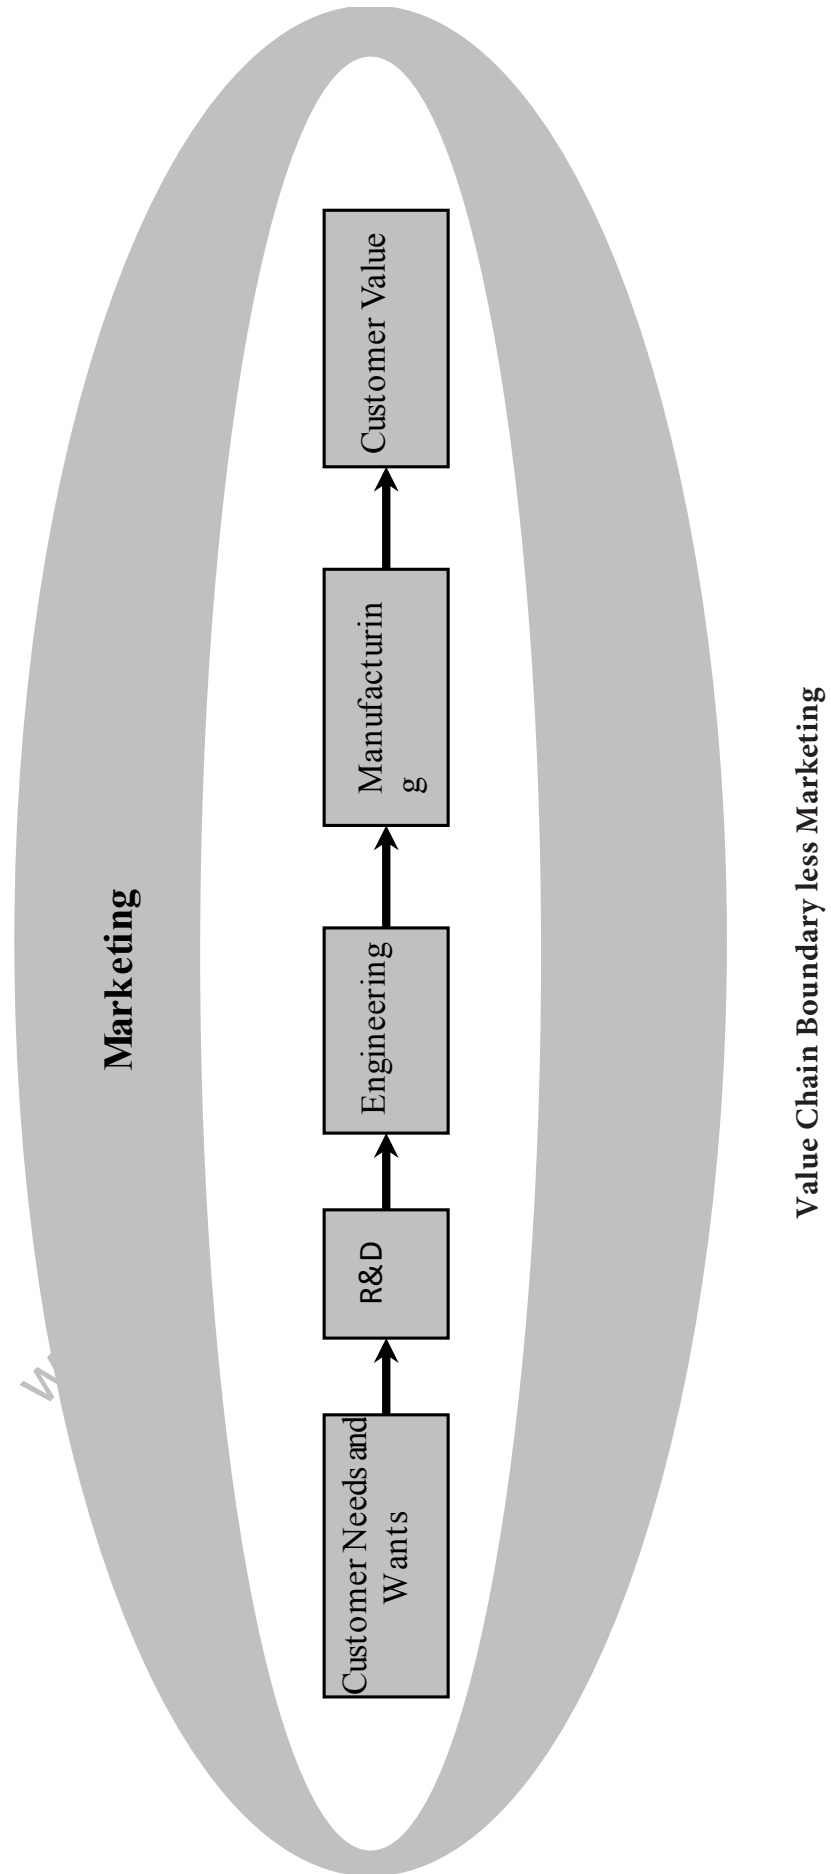 Marketing
Customer Needs and
Wants
R&D
Engineering
Manufacturin
g
Customer Value
Value Chain Boundary less Marketing